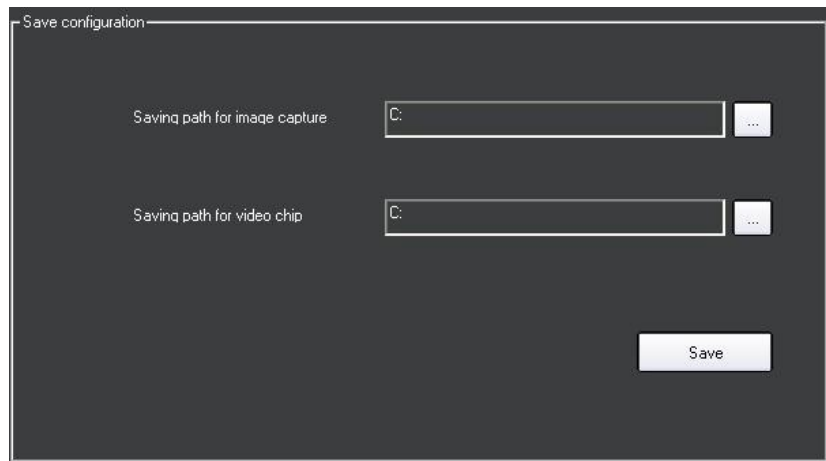 Save configuration
Saving path for image capture C: ...
Saving path for video chip C: ...
Save